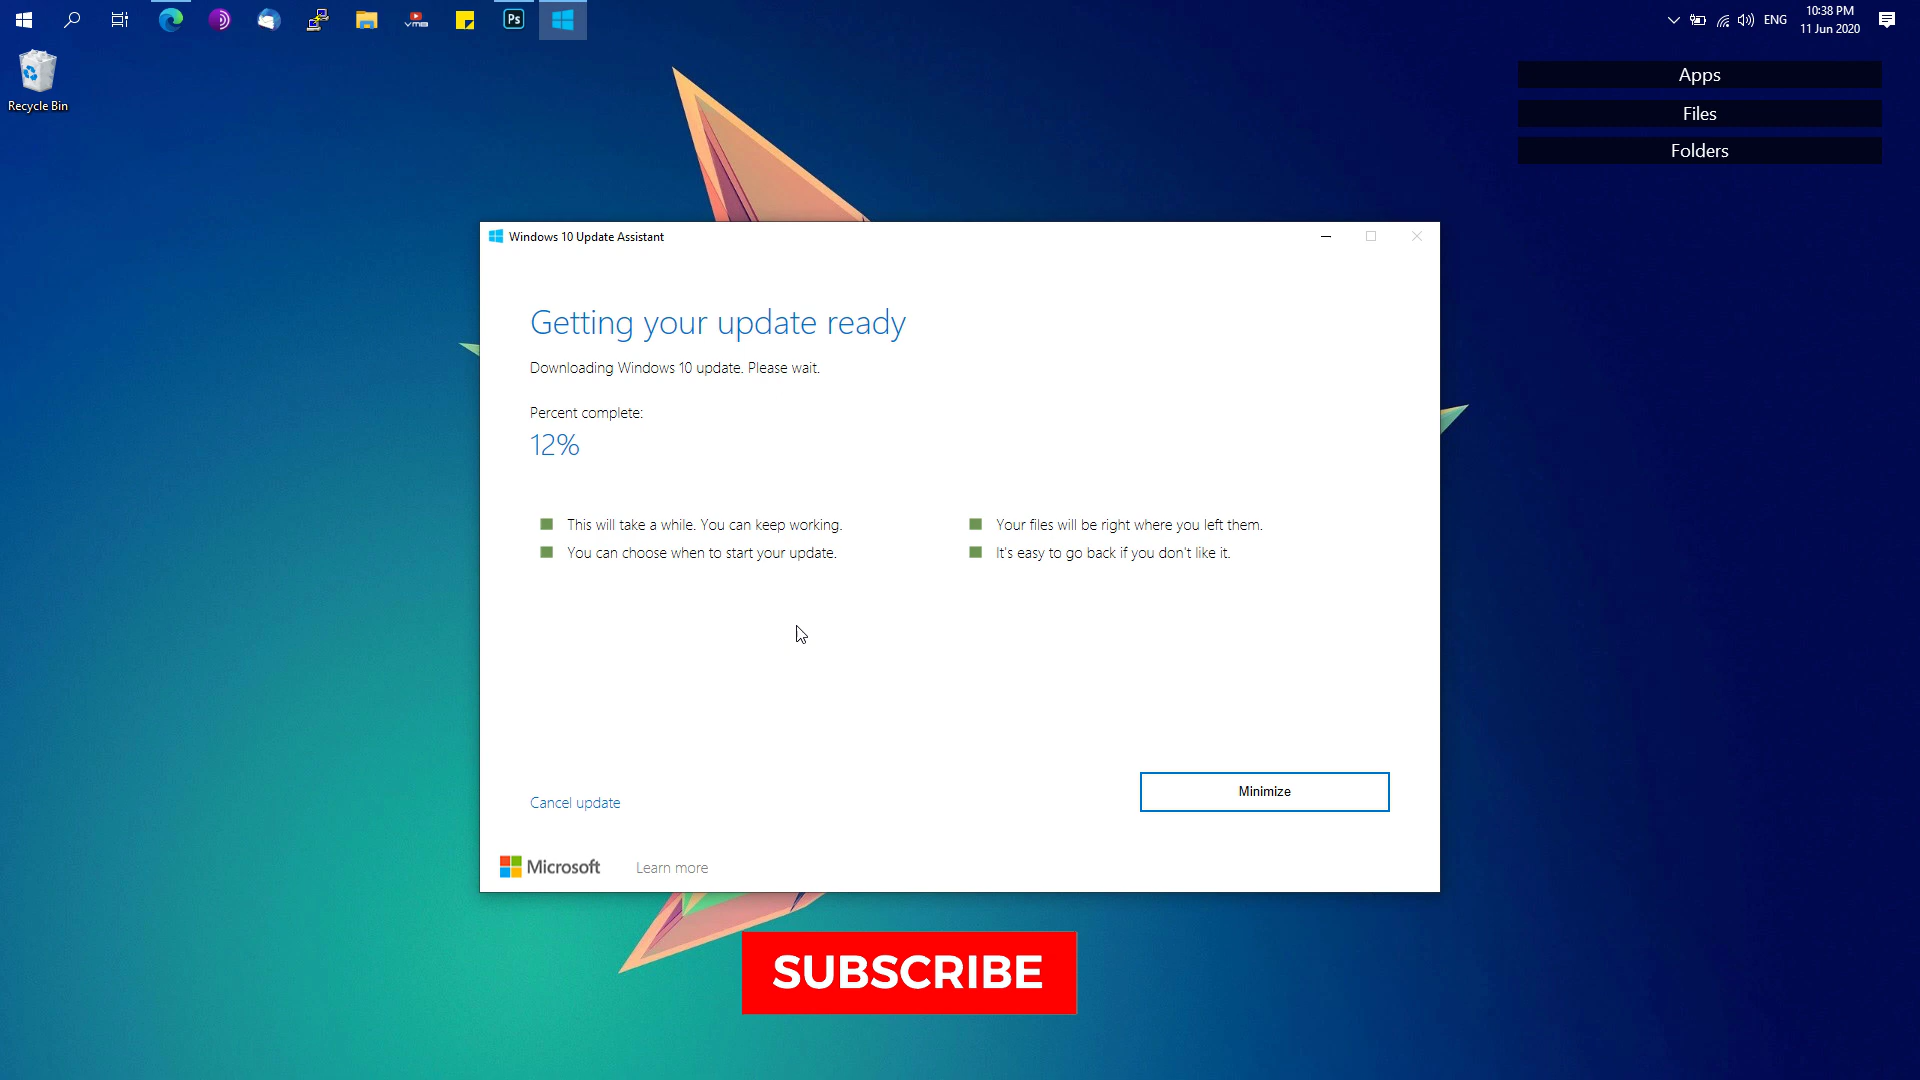 Ps
ENG
10:38 PM
11 Jun 2020
Recycle Bin
Apps
Files
Folders
Windows 10 Update Assistant
Getting your update ready
Downloading Windows 10 update. Please wait.
Percent complete:
12%
This will take a while. You can keep working.
You can choose when to start your update.
Your files will be right where you left them.
It's easy to go back if you don't like it.
Cancel update
Minimize
Microsoft
Learn more
SUBSCRIBE